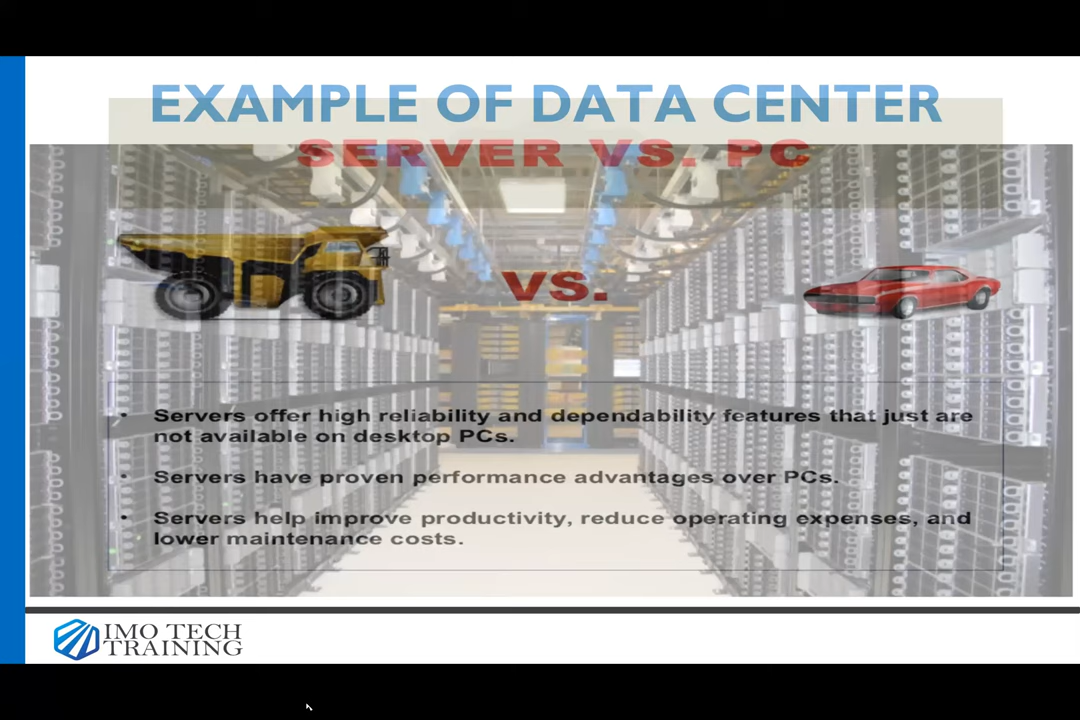 EXAMPLE OF DATA CENTER
SERVER VS. PC
VS.
• Servers offer high reliability and dependability features that just are
not available on desktop PCs.
• Servers have proven performance advantages over PCs.
• Servers help improve productivity, reduce operating expenses, and
lower maintenance costs.
IMO TECH
TRAINING